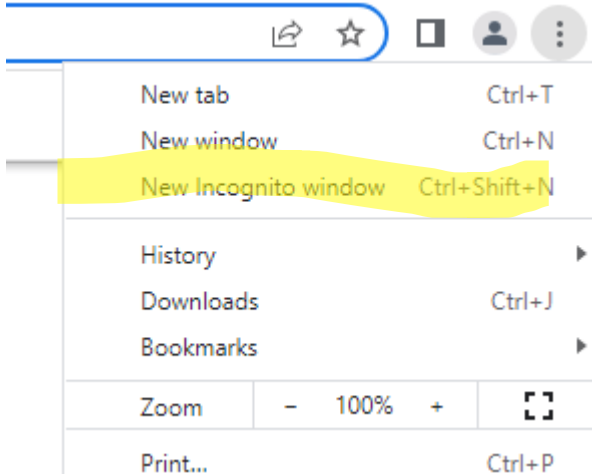 New tab Ctrl+T
New window Ctrl+N
New Incognito window Ctrl+Shift+N
History
Downloads Ctrl+J
Bookmarks
Zoom - 100% +
Print... Ctrl+P